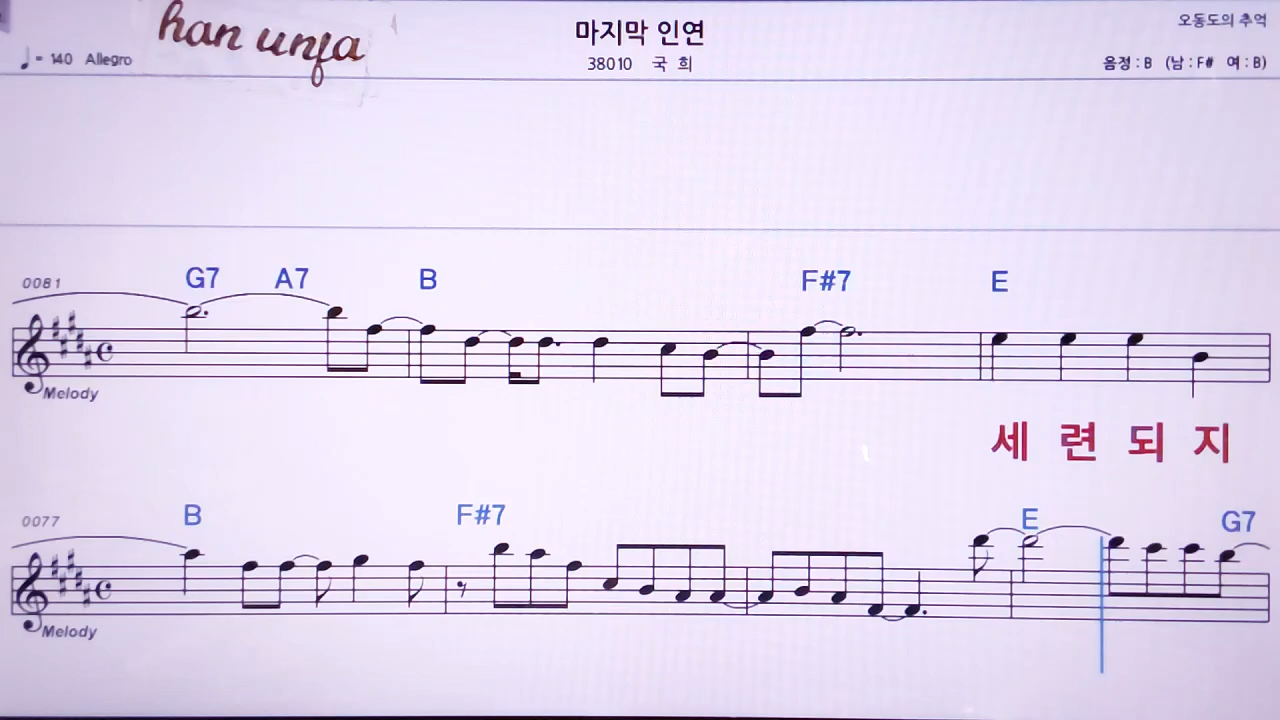 han unja
마지막 인연
오동도의 추억
♩= 140 Allegro
38010 국 희
음정 : B (남 : F# 여 : B)
0081
G7 A7 B F#7 E
Melody
세 련 되 지
0077
B F#7 E G7
Melody